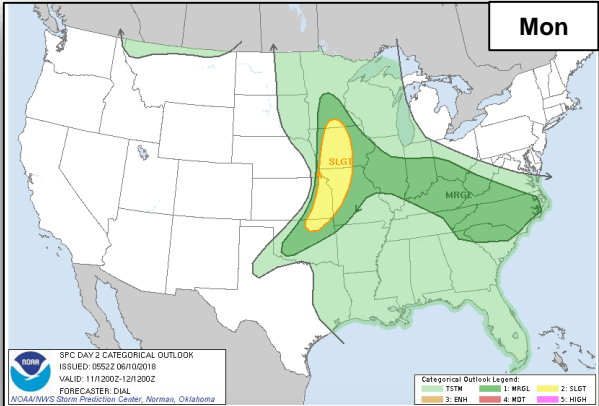 Mon
SLGT
MRGL
NOAA
SPC DAY 2 CATEGORICAL OUTLOOK
ISSUED: 0552Z 06/10/2018
VALID: 11/1200Z-12/1200Z
FORECASTER: DIAL
NOAA/NWS Storm Prediction Center, Norman, Oklahoma
Categorical Outlook Legend:
TSTM 1: MRGL 2: SLGT
3: ENH 4: MDT 5: HIGH